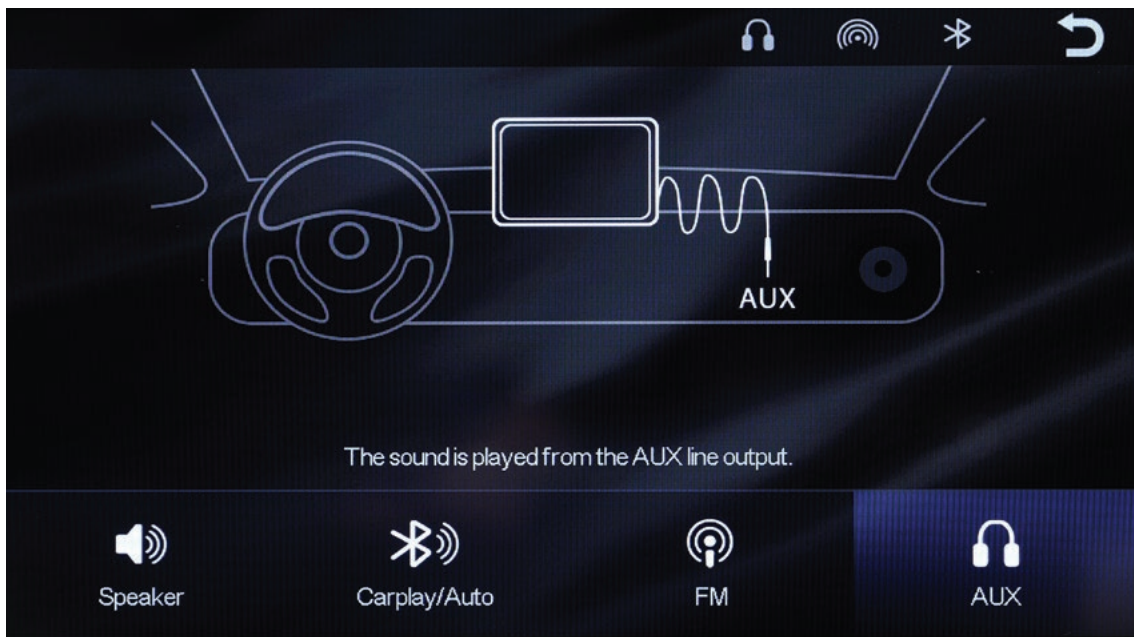 AUX
The sound is played from the AUX line output.
Speaker
Carplay/Auto
FM
AUX